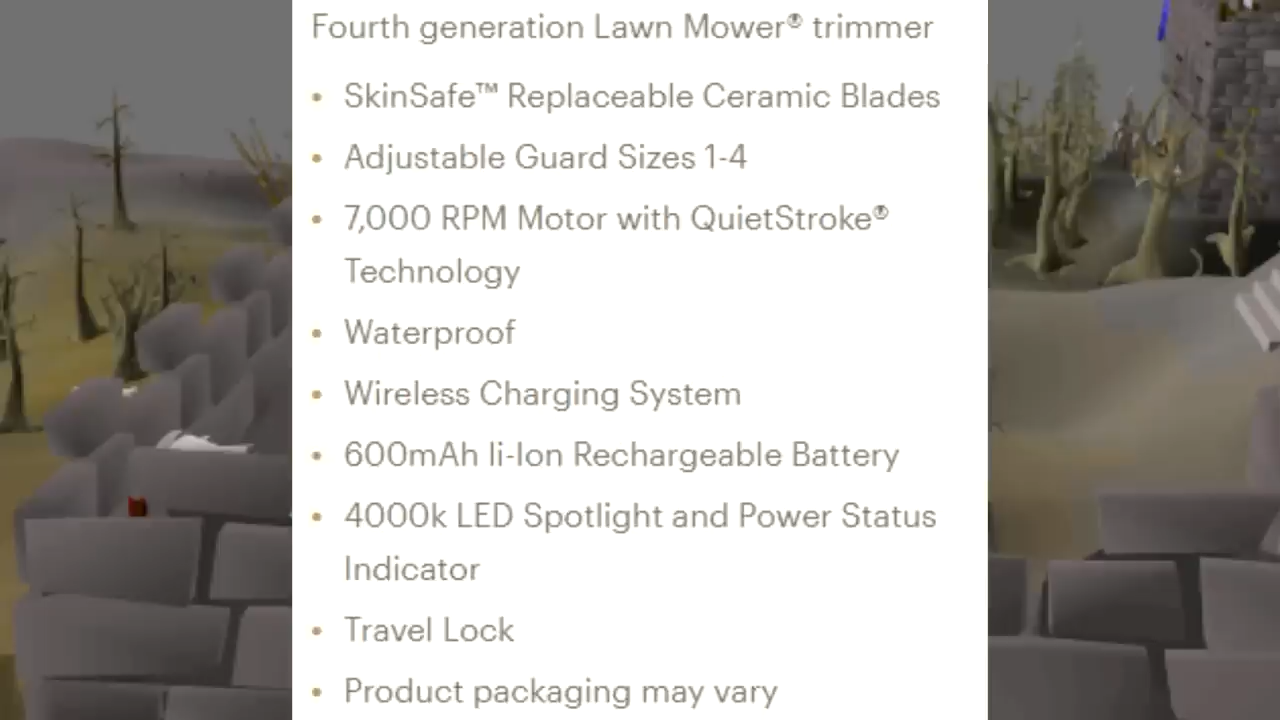 Fourth generation Lawn Mower® trimmer
• SkinSafe™ Replaceable Ceramic Blades
• Adjustable Guard Sizes 1-4
• 7,000 RPM Motor with QuietStroke®
Technology
• Waterproof
• Wireless Charging System
• 600mAh li-Ion Rechargeable Battery
• 4000k LED Spotlight and Power Status
Indicator
• Travel Lock
• Product packaging may vary